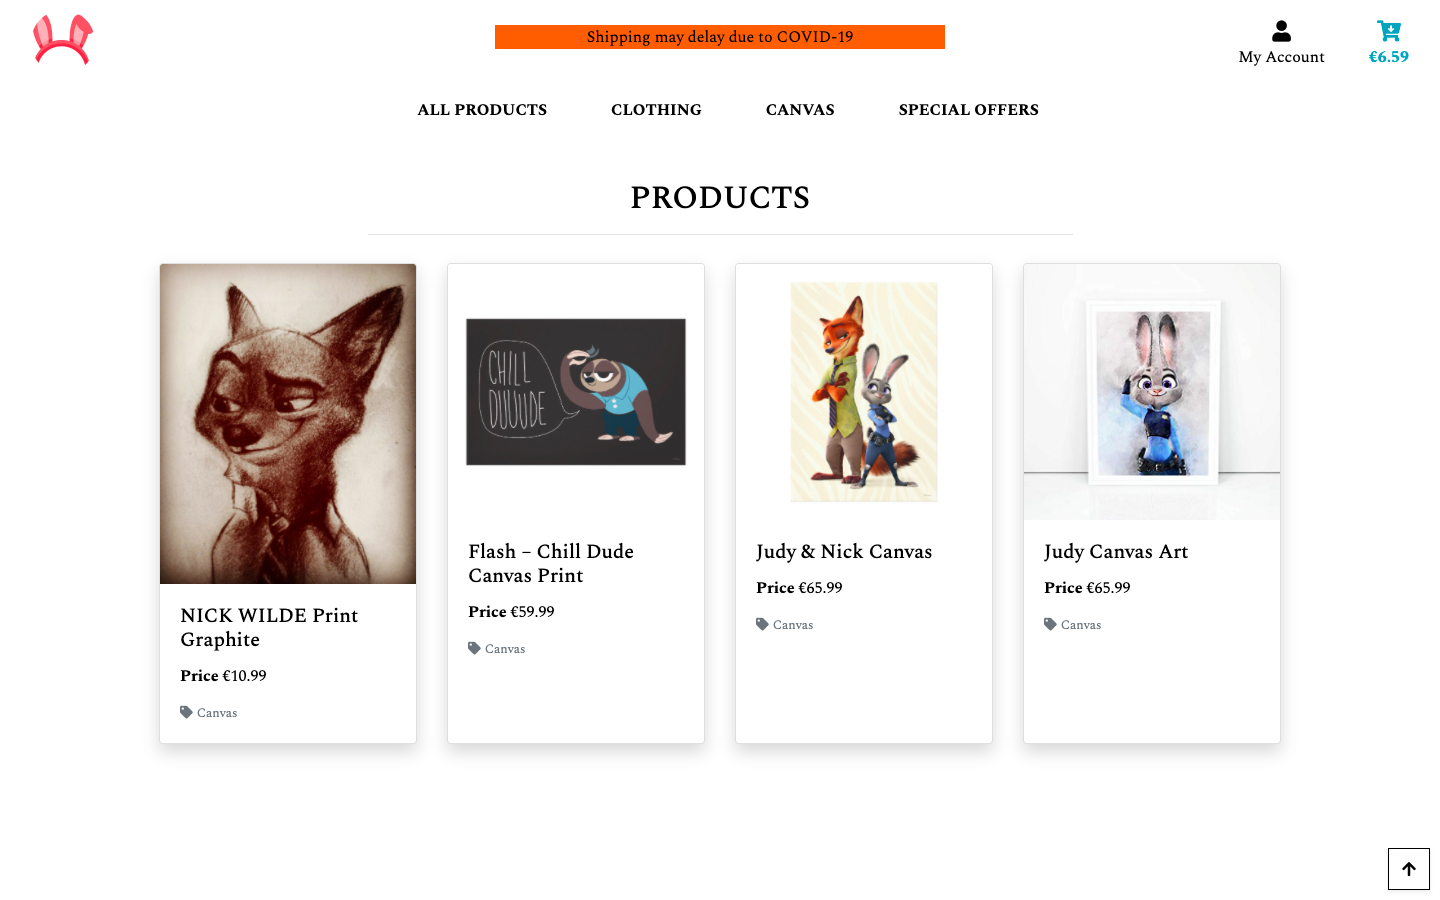 Shipping may delay due to COVID-19
My Account
€6.59
ALL PRODUCTS
CLOTHING
CANVAS
SPECIAL OFFERS
PRODUCTS
NICK WILDE Print
Graphite
Price €10.99
Canvas
CHILL
DUUUDE
Flash – Chill Dude
Canvas Print
Price €59.99
Canvas
Judy & Nick Canvas
Price €65.99
Canvas
Judy Canvas Art
Price €65.99
Canvas